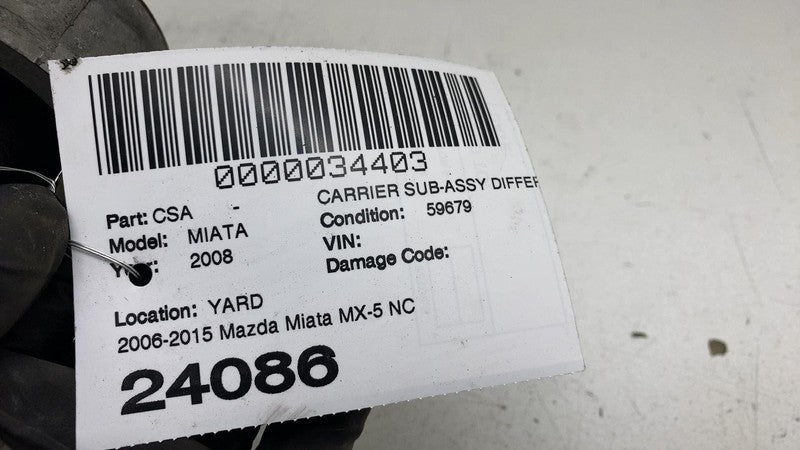 0000034403
CARRIER SUB-ASSY DIFFER
Part: CSA -
Condition: 59679
Model: MIATA
VIN:
Year: 2008
Damage Code:
Location: YARD
2006-2015 Mazda Miata MX-5 NC
24086